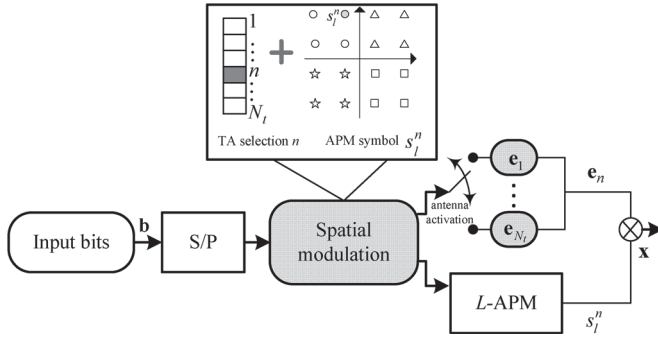 1
n
N_t
s_l^n
TA selection n
APM symbol s_l^n
Input bits
b
S/P
Spatial
modulation
antenna
activation
e_1
e_{N_t}
e_n
L-APM
s_l^n
x